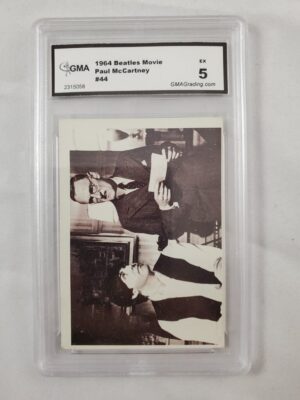 GMA
2315058
1964 Beatles Movie
Paul McCartney
#44
EX
5
GMAGrading.com